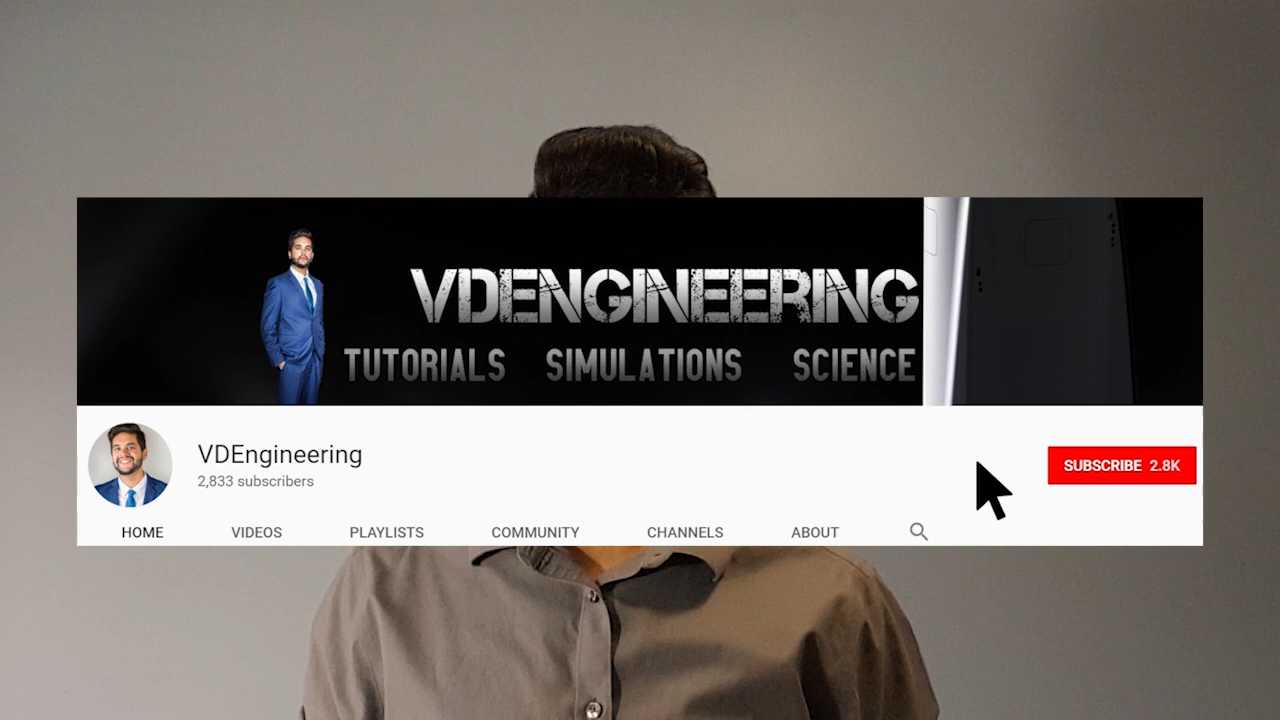 VDENGINEERING
TUTORIALS SIMULATIONS SCIENCE
VDEngineering
2,833 subscribers
SUBSCRIBE 2.8K
HOME VIDEOS PLAYLISTS COMMUNITY CHANNELS ABOUT